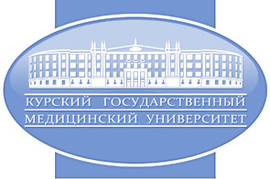 КУРСКИЙ ГОСУДАРСТВЕННЫЙ
МЕДИЦИНСКИЙ УНИВЕРСИТЕТ